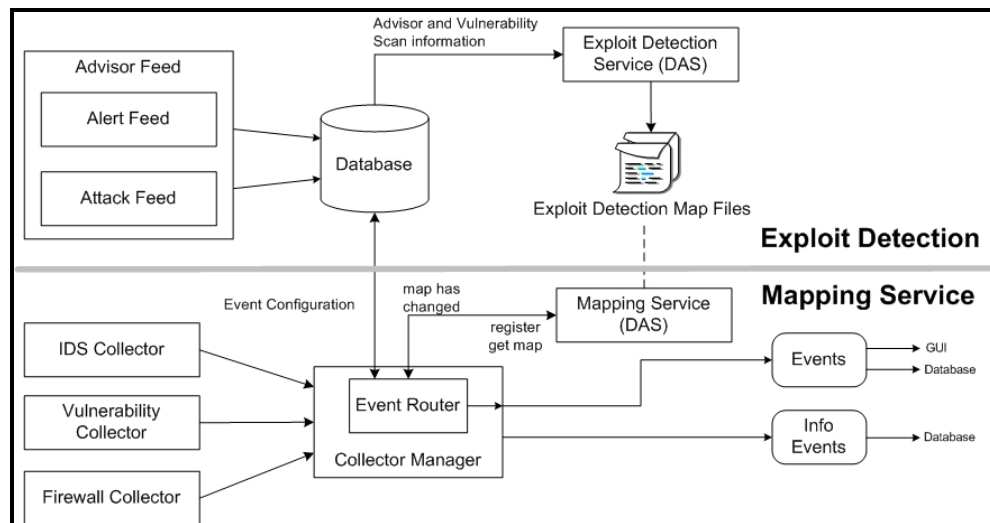 Advisor and Vulnerability
Scan information
Advisor Feed
Alert Feed
Attack Feed
Database
Exploit Detection
Service (DAS)
Exploit Detection Map Files
Exploit Detection
Mapping Service
Event Configuration
map has
changed
register
get map
Mapping Service
(DAS)
IDS Collector
Vulnerability
Collector
Firewall Collector
Event Router
Collector Manager
Events
GUI
Database
Info
Events
Database